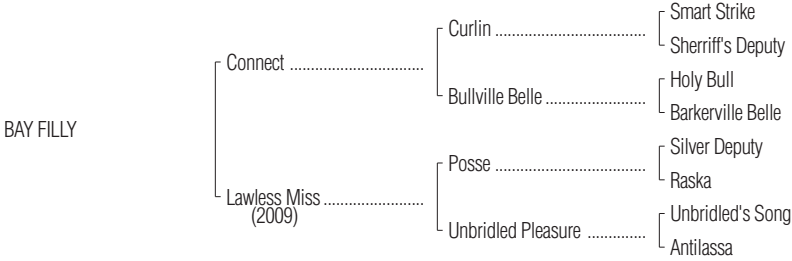 Smart Strike
Curlin ....................................
Sherriff's Deputy
Connect ................................
Holy Bull
Bullville Belle ........................
Barkerville Belle
BAY FILLY
Silver Deputy
Posse ....................................
Raska
Lawless Miss ........................
(2009)
Unbridled's Song
Unbridled Pleasure ..............
Antilassa